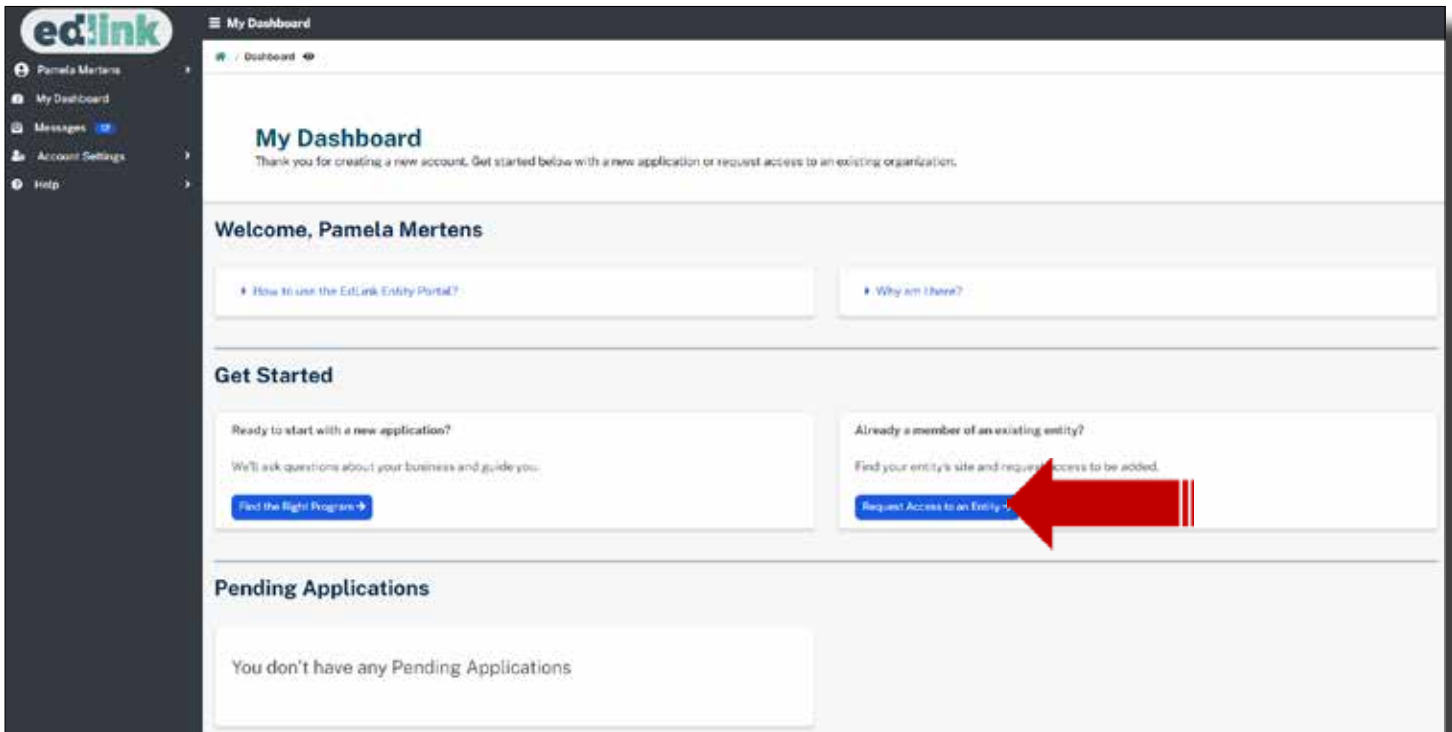 ed:link
My Dashboard
/ Dashboard
Pamela Mertens
My Dashboard
Messages
Account Settings
Help
My Dashboard
Thank you for creating a new account. Get started below with a new application or request access to an existing organization.
Welcome, Pamela Mertens
How to use the EdLink Entity Portal?
Why am I here?
Get Started
Ready to start with a new application?
We'll ask questions about your business and guide you.
Find the Right Program
Already a member of an existing entity?
Find your entity's site and request access to be added.
Request Access to an Entity
Pending Applications
You don't have any Pending Applications